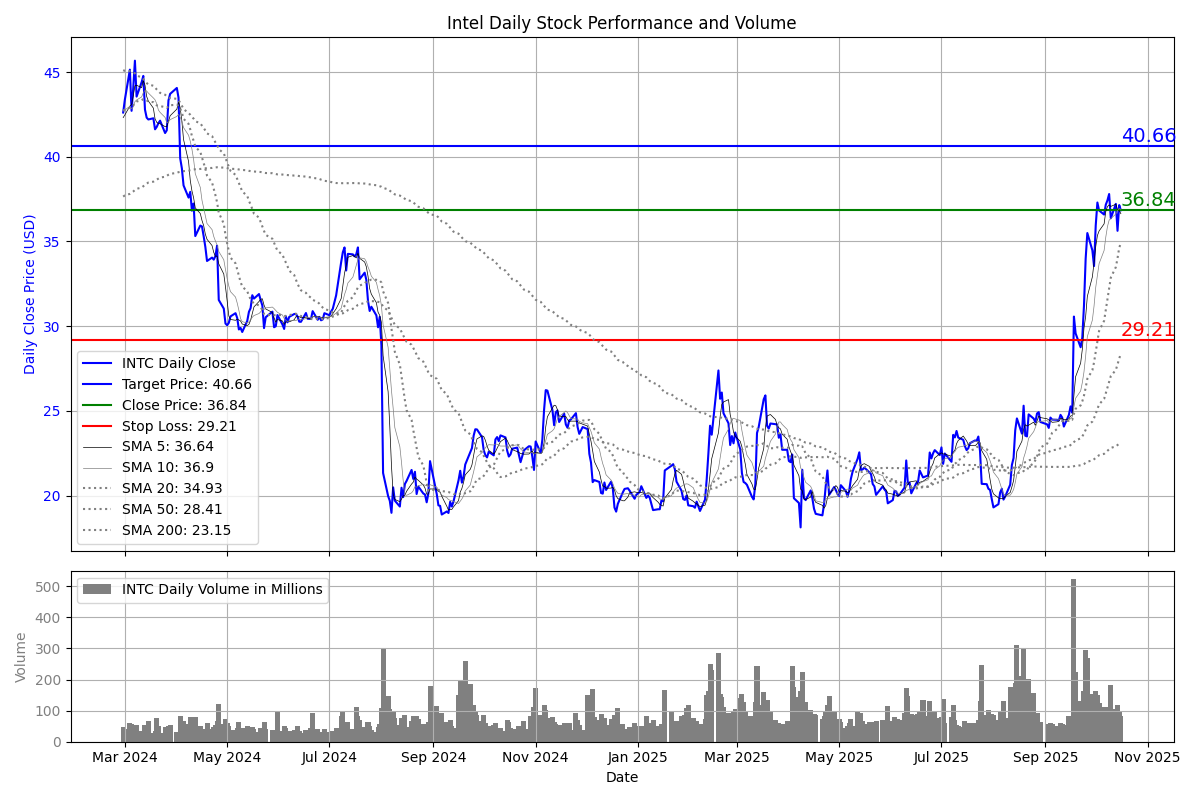 Intel Daily Stock Performance and Volume
Daily Close Price (USD)
45
40
35
30
25
20
40.66
36.84
29.21
INTC Daily Close
Target Price: 40.66
Close Price: 36.84
Stop Loss: 29.21
SMA 5: 36.64
SMA 10: 36.9
SMA 20: 34.93
SMA 50: 28.41
SMA 200: 23.15
Volume
500
400
300
200
100
0
INTC Daily Volume in Millions
Mar 2024 May 2024 Jul 2024 Sep 2024 Nov 2024 Jan 2025 Mar 2025 May 2025 Jul 2025 Sep 2025 Nov 2025
Date